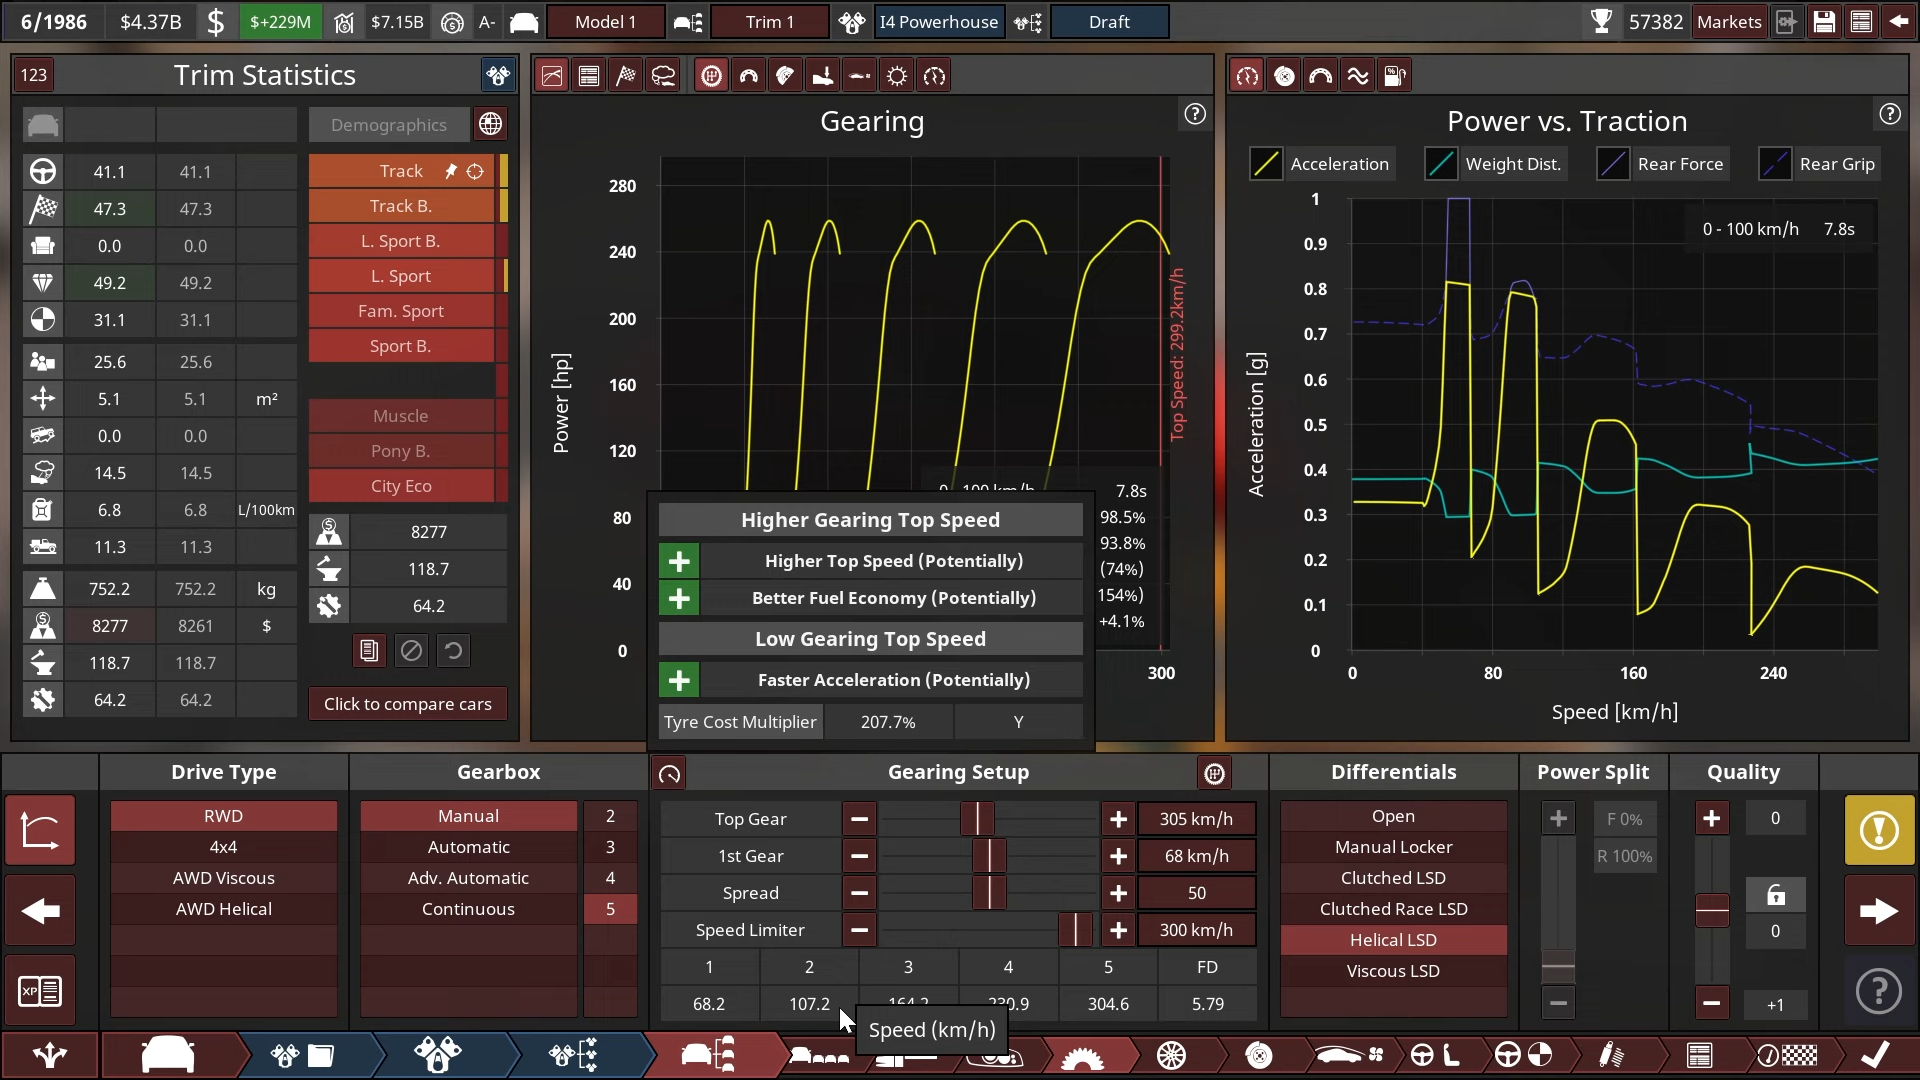 6/1986
$4.37B
$+229M
$7.15B
A-
Model 1
Trim 1
I4 Powerhouse
Draft
57382
Markets
123
Trim Statistics
Demographics
41.1 41.1
47.3 47.3
0.0 0.0
49.2 49.2
31.1 31.1
25.6 25.6
5.1 5.1 m²
0.0 0.0
14.5 14.5
6.8 6.8 L/100km
11.3 11.3
752.2 752.2 kg
8277 8261 $
118.7 118.7
64.2 64.2
Track
Track B.
L. Sport B.
L. Sport
Fam. Sport
Sport B.
Muscle
Pony B.
City Eco
8277
118.7
64.2
Click to compare cars
Gearing
?
Power [hp]
280
240
200
160
120
80
40
0
Top Speed: 299.2km/h
0 - 100 km/h 7.8s
98.5%
93.8%
(74%)
154%)
+4.1%
300
Higher Gearing Top Speed
Higher Top Speed (Potentially)
Better Fuel Economy (Potentially)
Low Gearing Top Speed
Faster Acceleration (Potentially)
Tyre Cost Multiplier 207.7% Y
Power vs. Traction
?
Acceleration
Weight Dist.
Rear Force
Rear Grip
0 - 100 km/h 7.8s
Acceleration [g]
1
0.9
0.8
0.7
0.6
0.5
0.4
0.3
0.2
0.1
0
0 80 160 240
Speed [km/h]
Drive Type
RWD
4x4
AWD Viscous
AWD Helical
Gearbox
Manual 2
Automatic 3
Adv. Automatic 4
Continuous 5
Gearing Setup
Top Gear 305 km/h
1st Gear 68 km/h
Spread 50
Speed Limiter 300 km/h
1 2 3 4 5 FD
68.2 107.2 164.2 230.9 304.6 5.79
Speed (km/h)
Differentials
Open
Manual Locker
Clutched LSD
Clutched Race LSD
Helical LSD
Viscous LSD
Power Split
F 0%
R 100%
Quality
0
0
+1
XP
?